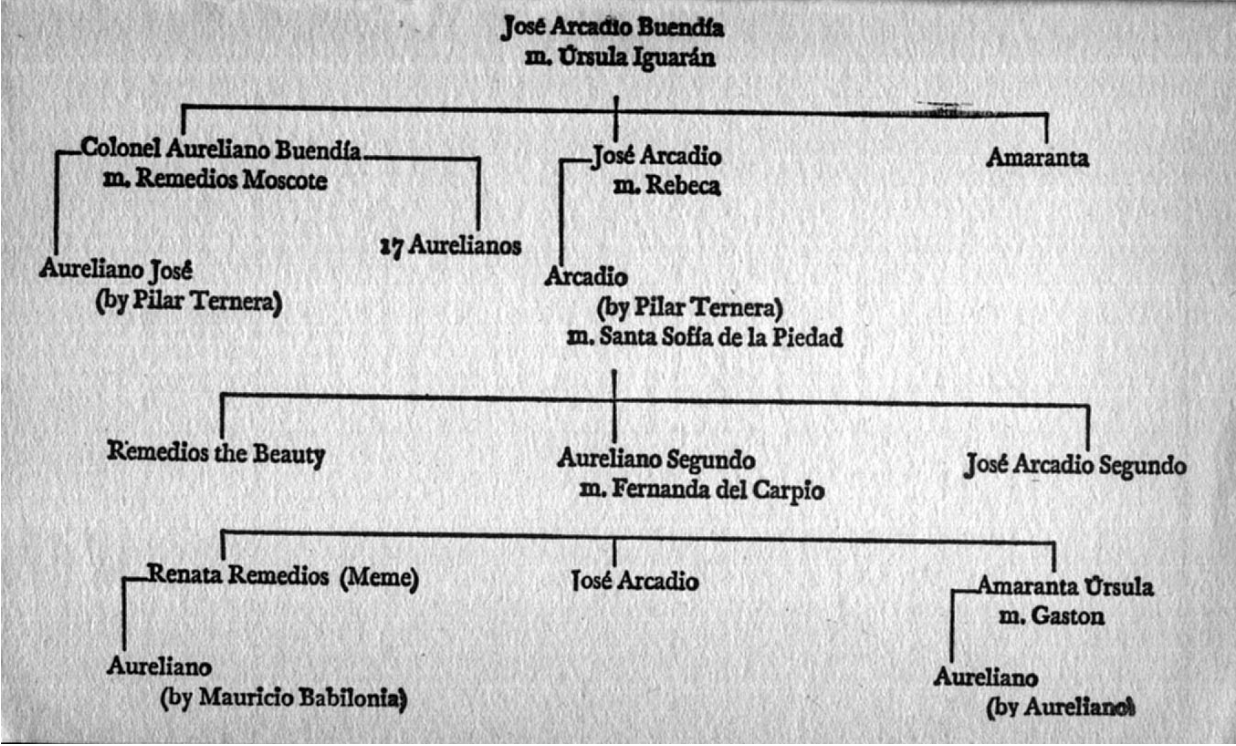 José Arcadio Buendía
m. Úrsula Iguarán
Colonel Aureliano Buendía
m. Remedios Moscote
José Arcadio
m. Rebeca
Amaranta
17 Aurelianos
Aureliano José
(by Pilar Ternera)
Arcadio
(by Pilar Ternera)
m. Santa Sofía de la Piedad
Remedios the Beauty
Aureliano Segundo
m. Fernanda del Carpio
José Arcadio Segundo
Renata Remedios (Meme)
José Arcadio
Amaranta Úrsula
m. Gaston
Aureliano
(by Mauricio Babilonia)
Aureliano
(by Aureliano)